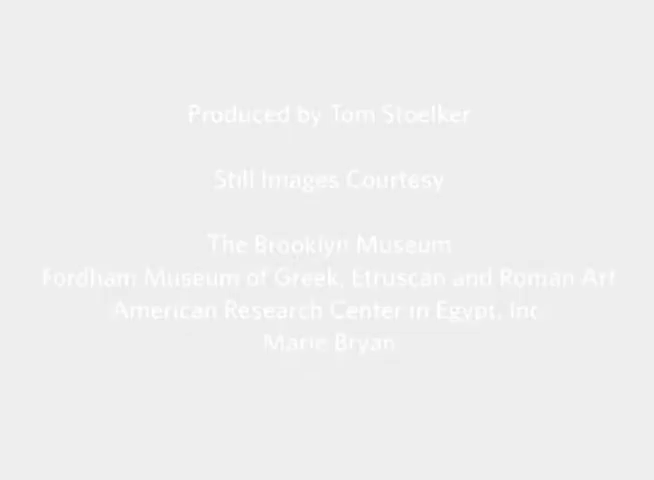 Produced by Tom Stoelker
Still Images Courtesy
The Brooklyn Museum
Fordham Museum of Greek, Etruscan and Roman Art
American Research Center in Egypt, Inc
Marie Bryan